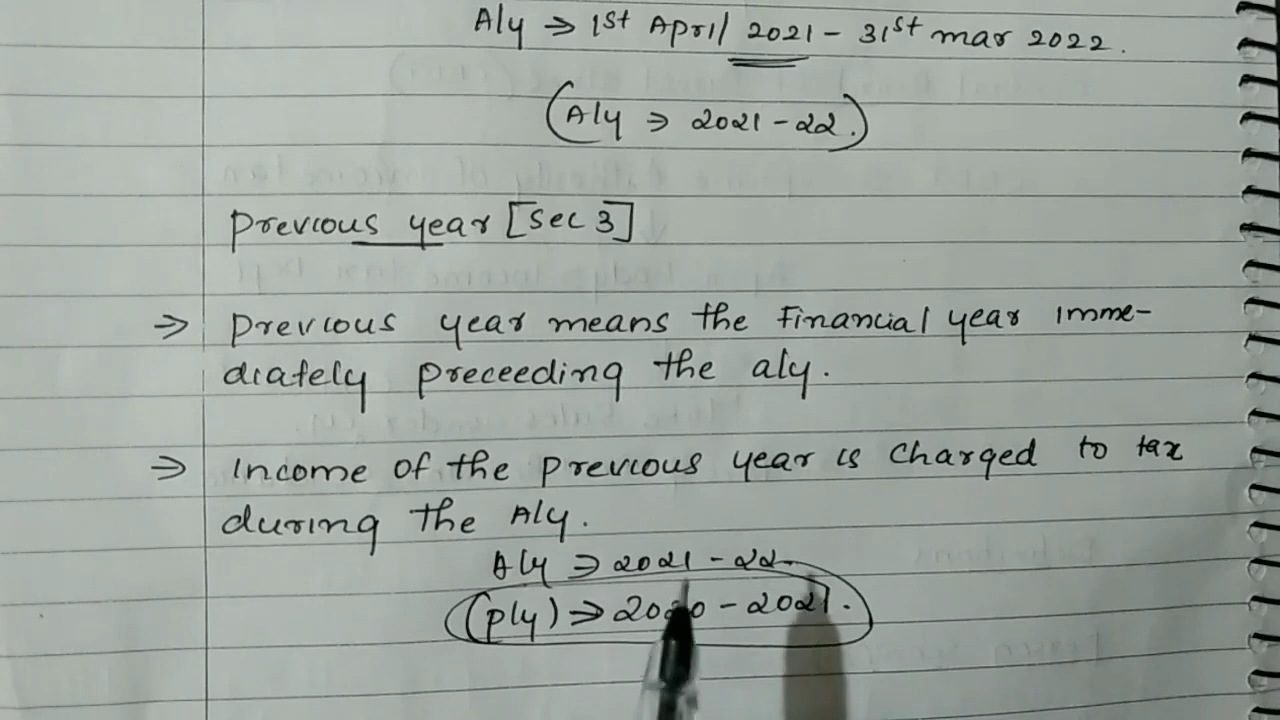 A/y ⇒ 1st April 2021 - 31st mar 2022.
(A/y ⇒ 2021-22.)
Previous year [Sec 3]
⇒ Previous year means the Financial year imme-
diately preceeding the a/y.
⇒ Income of the previous year is charged to tax
during the A/y.
A/y ⇒ 2021-22
(P/y) ⇒ 2020-2021.